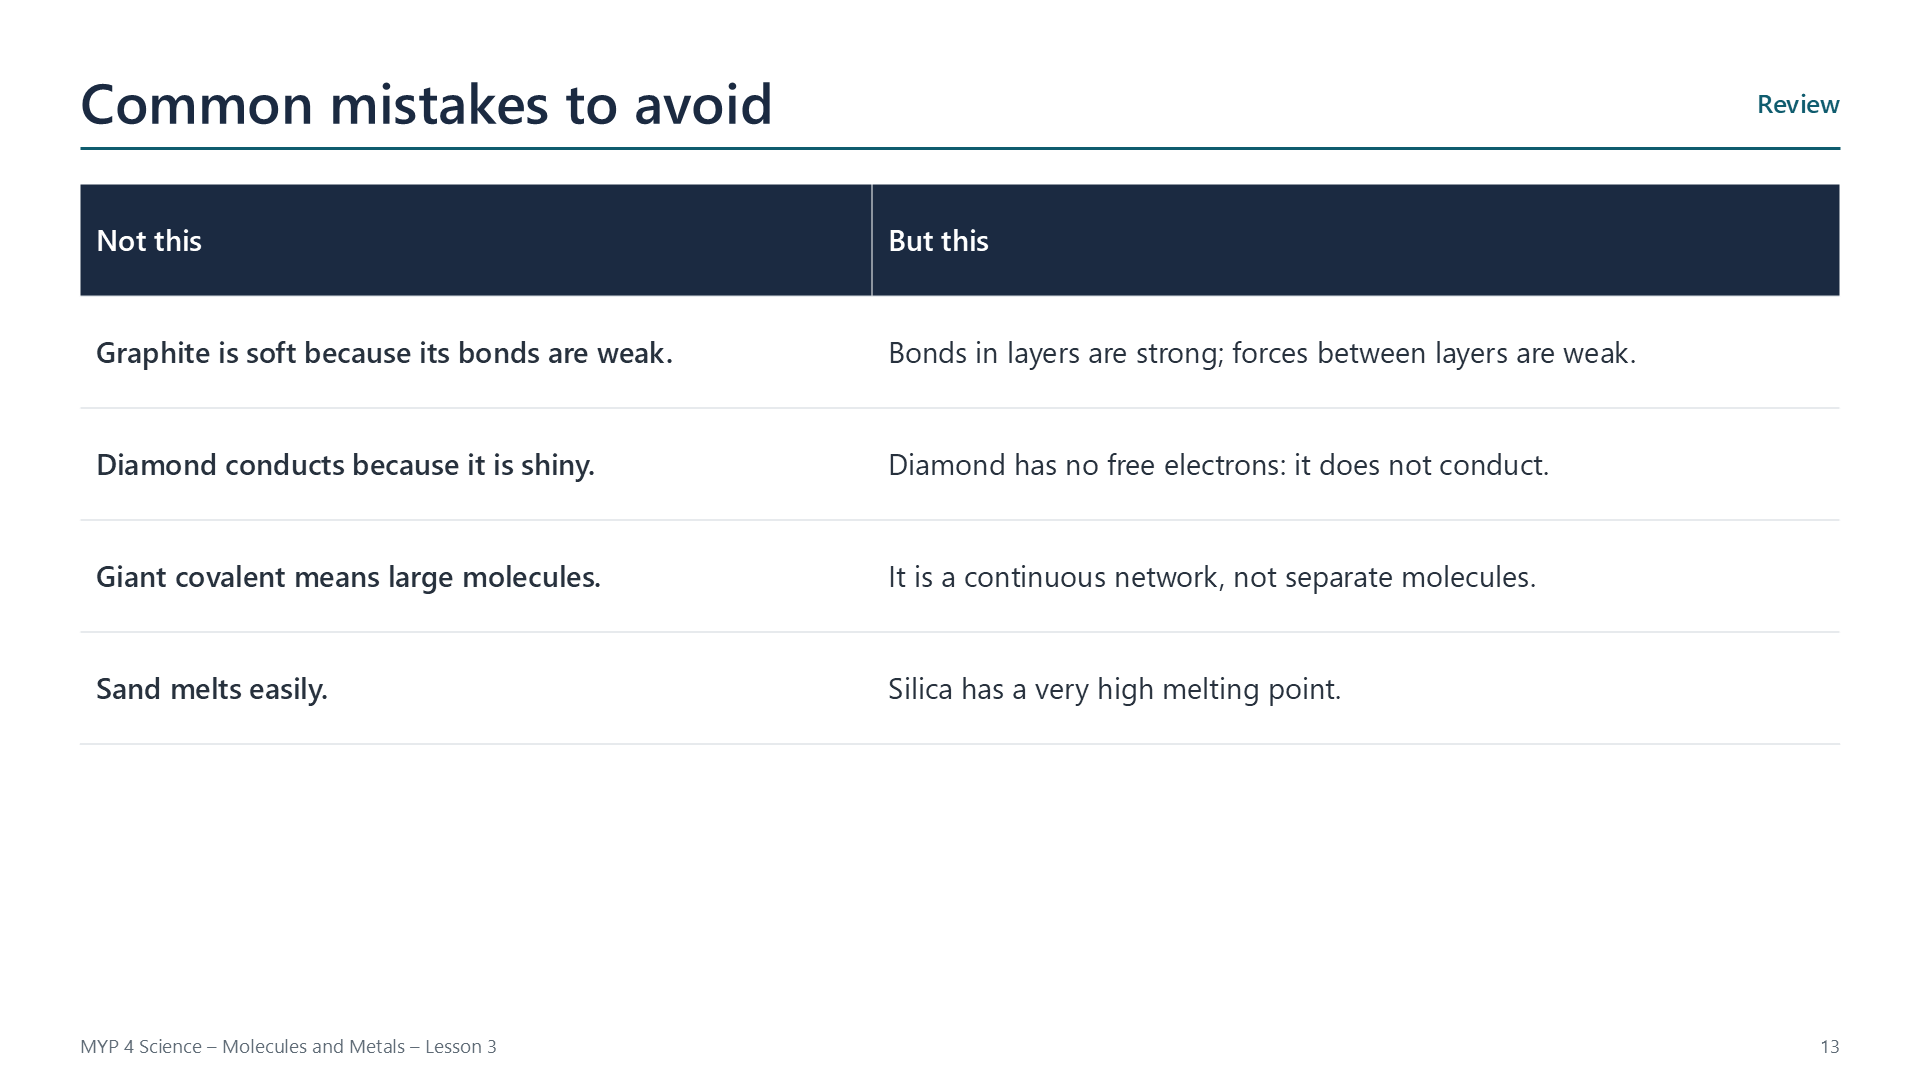 Common mistakes to avoid
Review
Not this
But this
Graphite is soft because its bonds are weak.
Bonds in layers are strong; forces between layers are weak.
Diamond conducts because it is shiny.
Diamond has no free electrons: it does not conduct.
Giant covalent means large molecules.
It is a continuous network, not separate molecules.
Sand melts easily.
Silica has a very high melting point.
MYP 4 Science – Molecules and Metals – Lesson 3
13